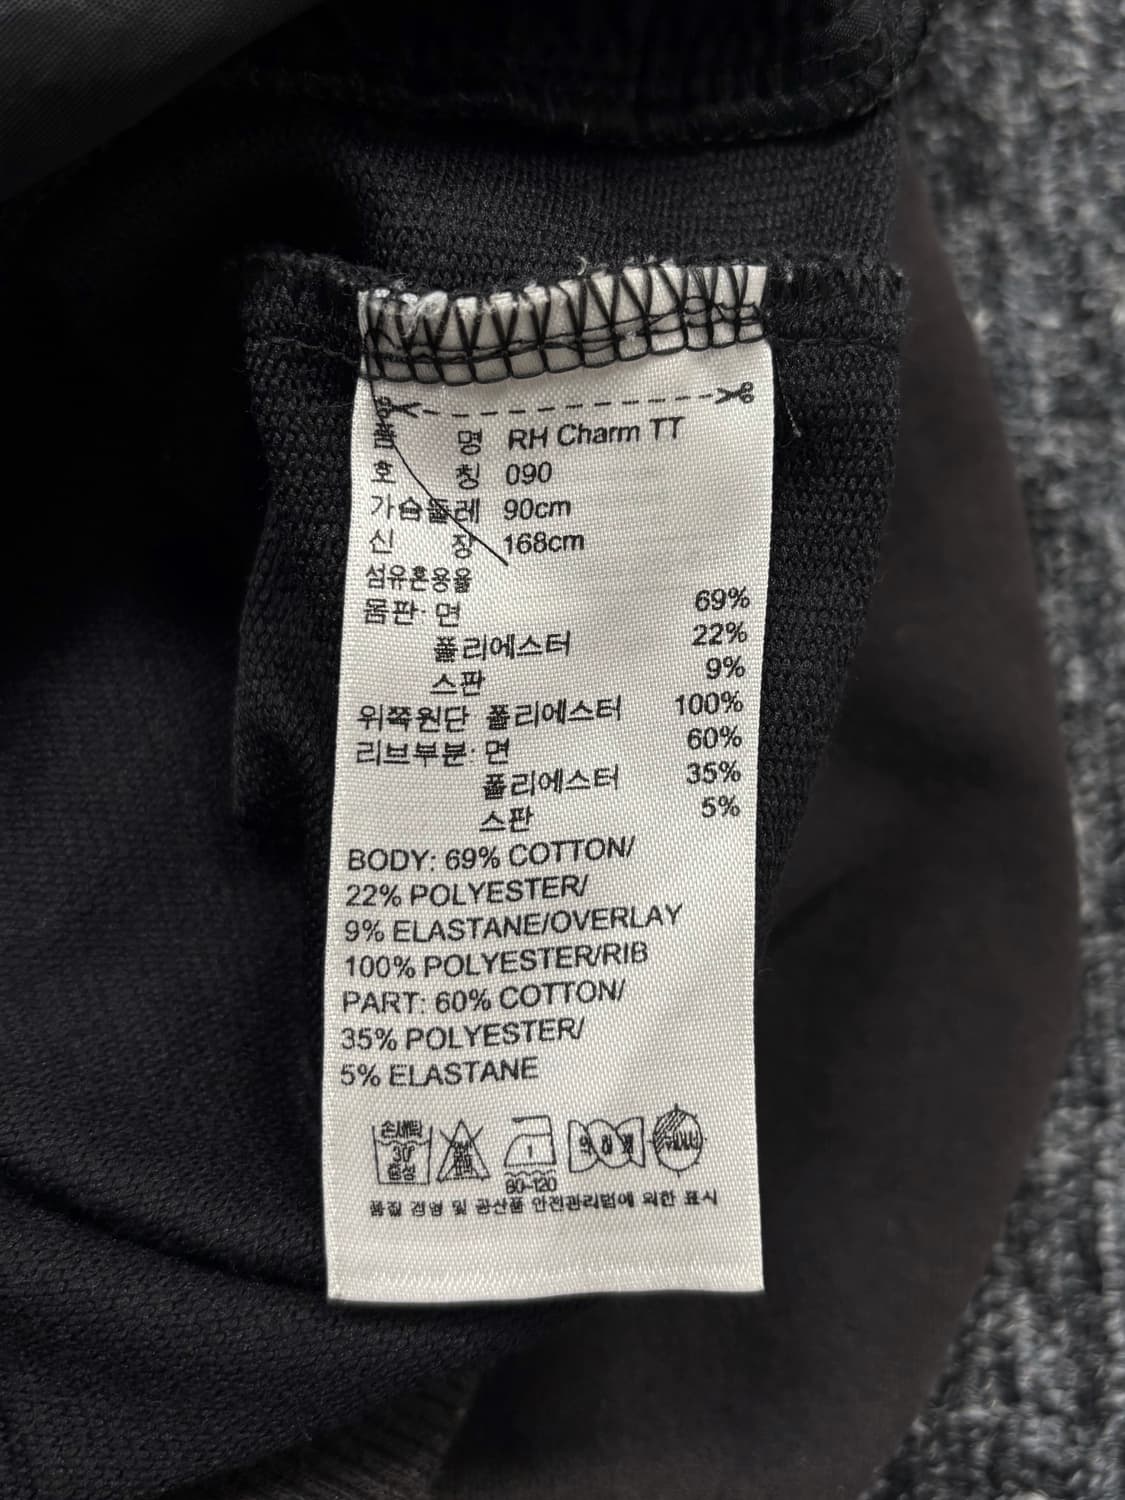 품 명 RH Charm TT
호 칭 090
가슴둘레 90cm
신 장 168cm
섬유혼용율
몸판: 면 69%
폴리에스터 22%
스판 9%
위쪽원단 폴리에스터 100%
리브부분: 면 60%
폴리에스터 35%
스판 5%
BODY: 69% COTTON/
22% POLYESTER/
9% ELASTANE/OVERLAY
100% POLYESTER/RIB
PART: 60% COTTON/
35% POLYESTER/
5% ELASTANE
손세탁
30°
중성
80-120
품질 경영 및 공산품 안전관리법에 의한 표시